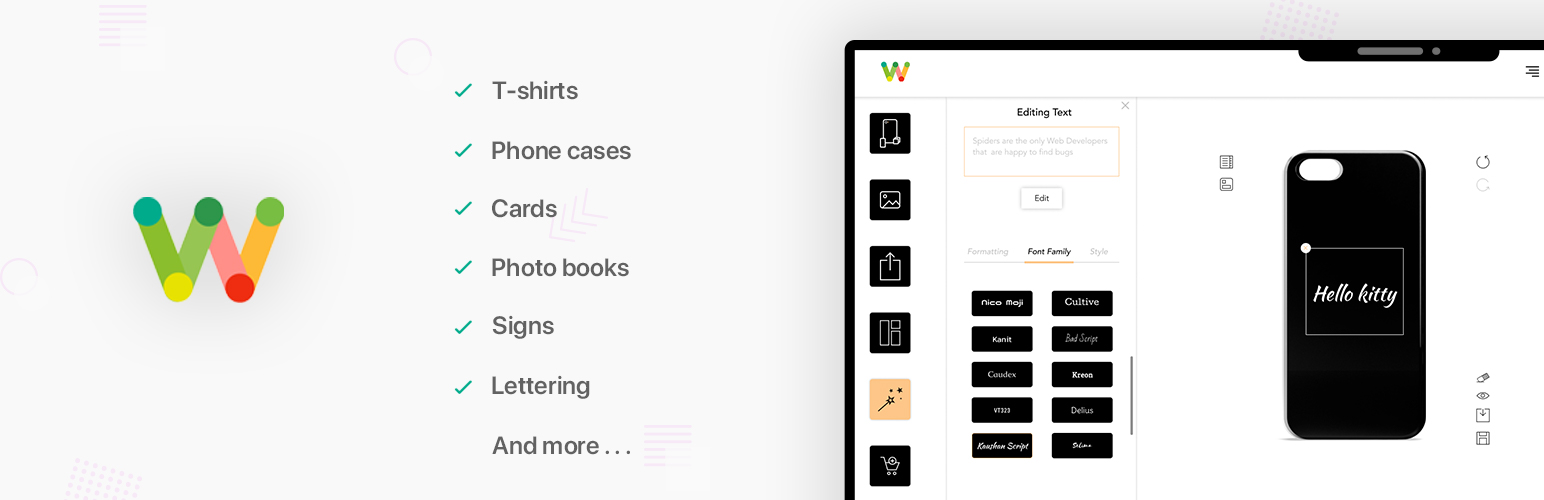 T-shirts
Phone cases
Cards
Photo books
Signs
Lettering
And more . . .
Editing Text
Spiders are the only Web Developers
that are happy to find bugs
Edit
Formatting
Font Family
Style
Nico Moji
Cultive
Kanit
Bad Script
Caudex
Kreon
VT323
Delius
Kaushan Script
Hello kitty